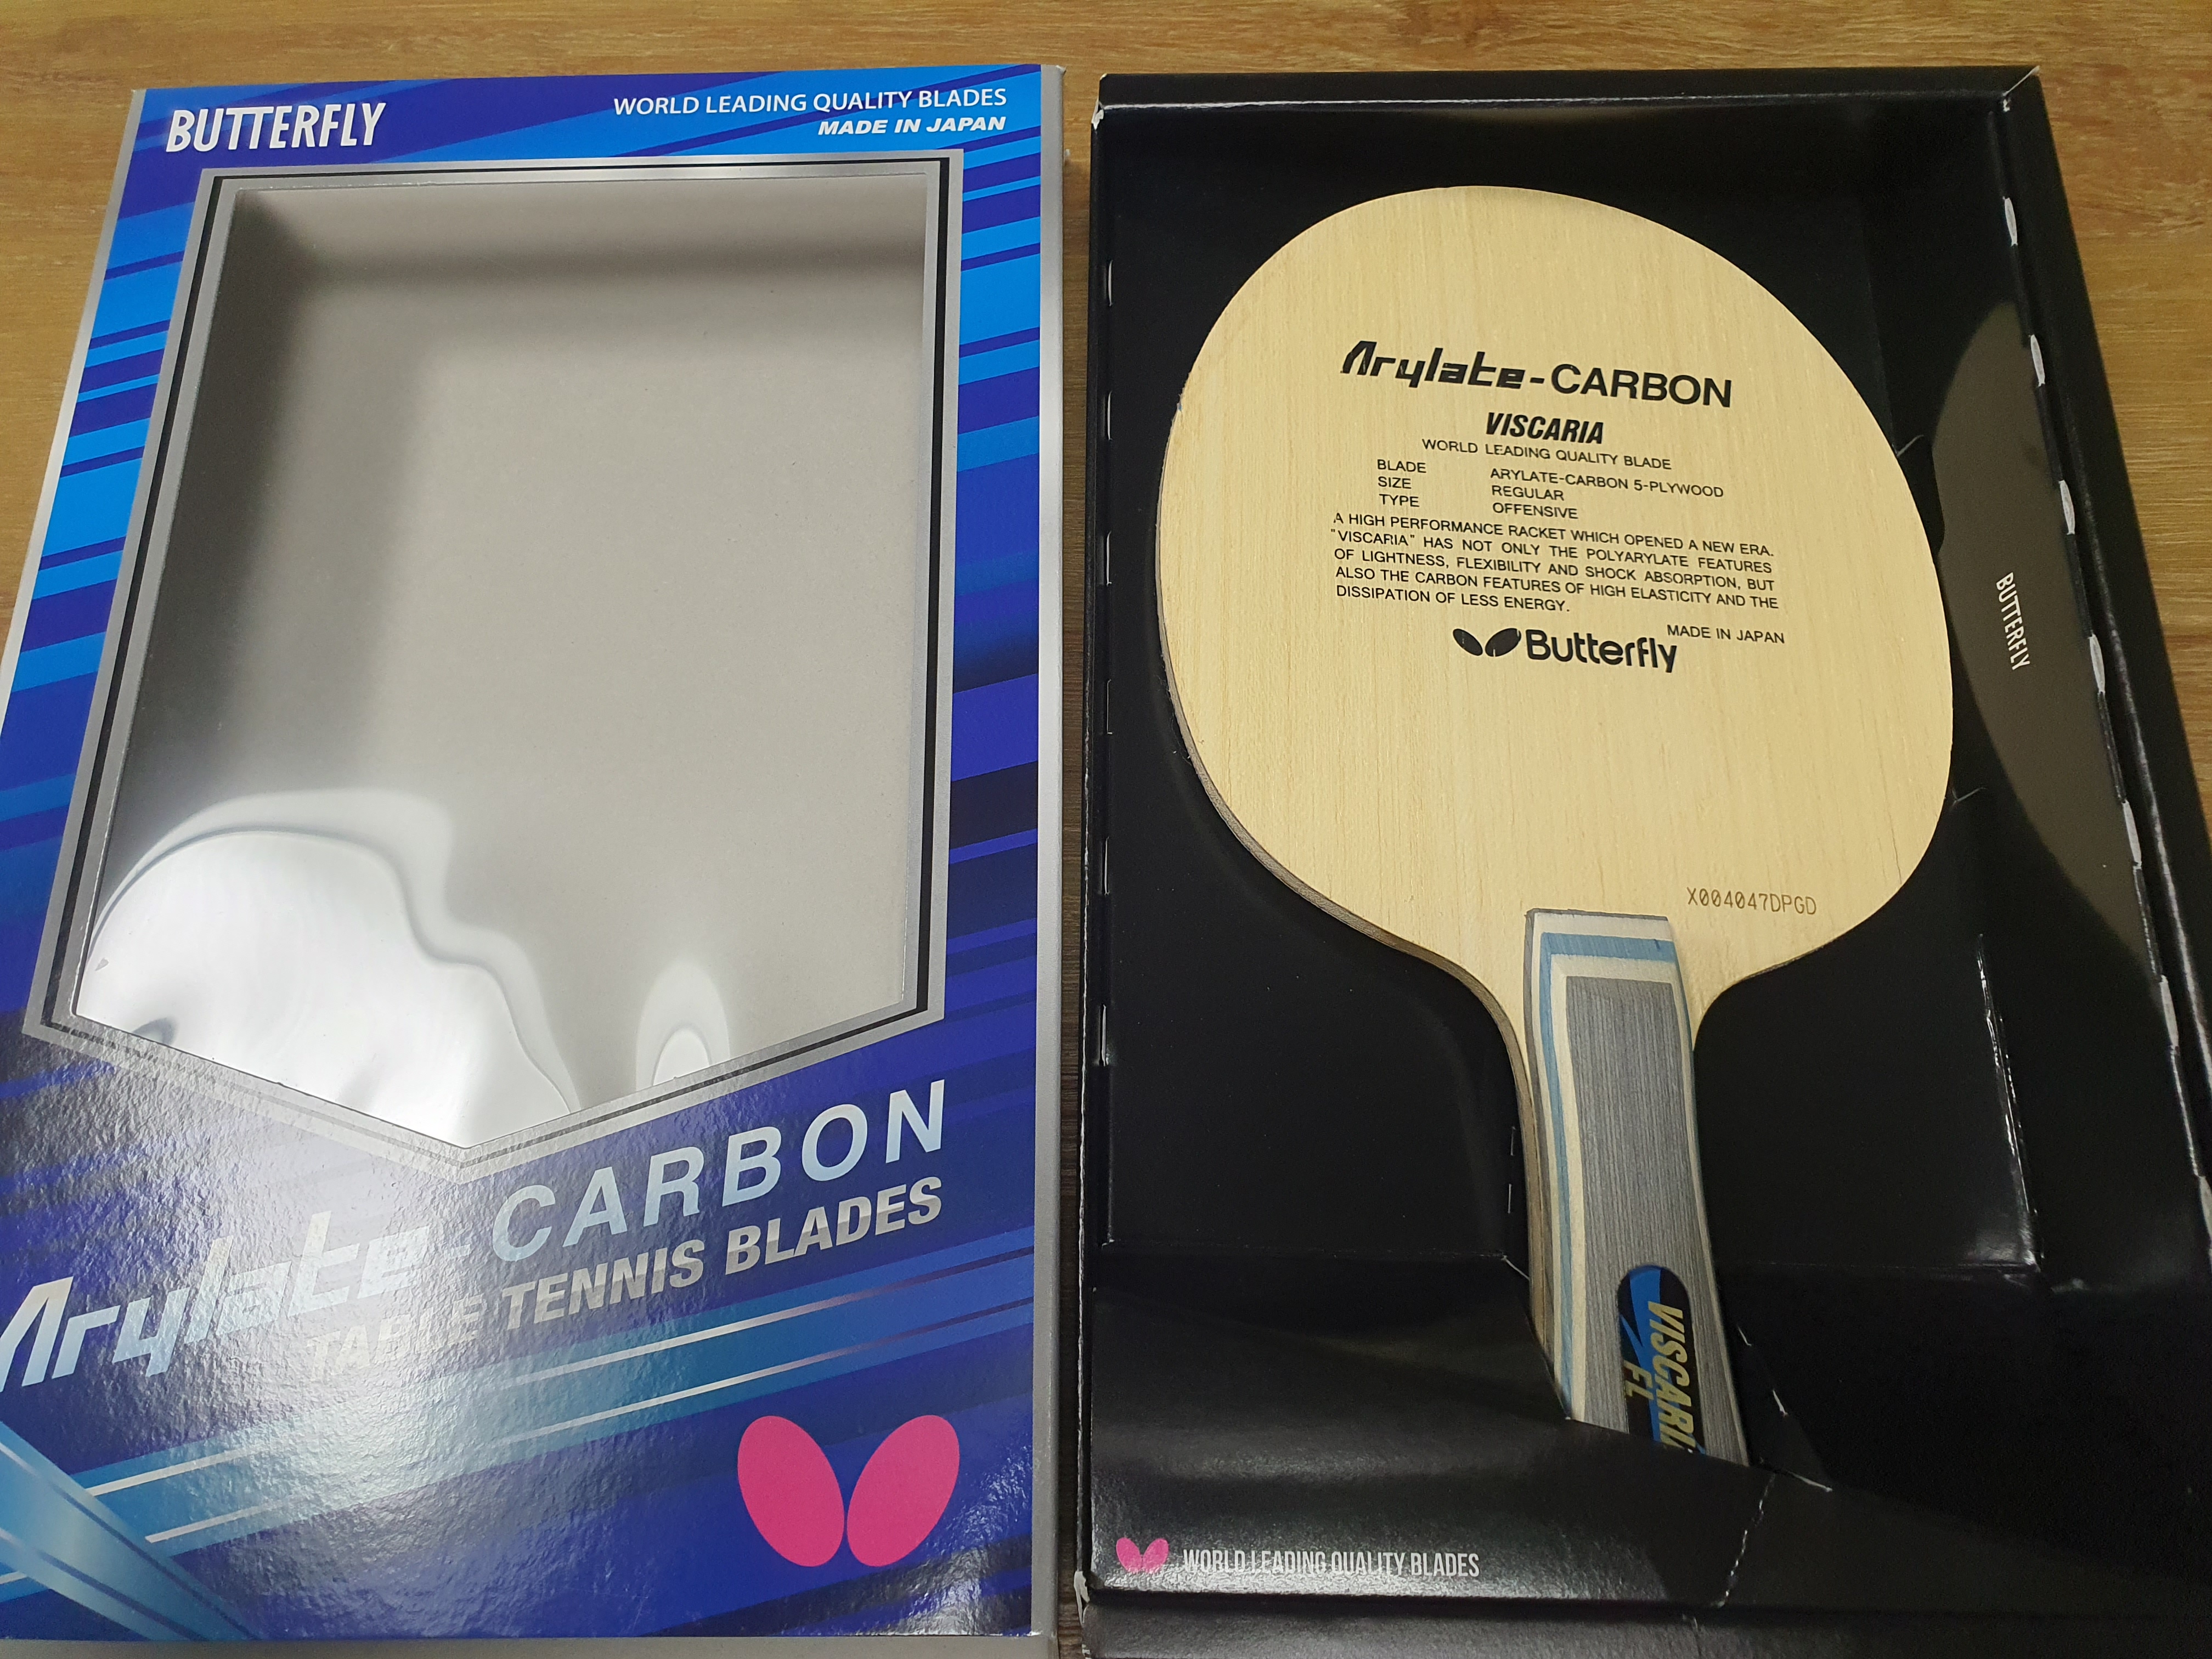 BUTTERFLY
WORLD LEADING QUALITY BLADES
MADE IN JAPAN
Arylate-CARBON
TABLE TENNIS BLADES
Arylate-CARBON
VISCARIA
WORLD LEADING QUALITY BLADE
BLADE ARYLATE-CARBON 5-PLYWOOD
SIZE REGULAR
TYPE OFFENSIVE
A HIGH PERFORMANCE RACKET WHICH OPENED A NEW ERA.
"VISCARIA" HAS NOT ONLY THE POLYARYLATE FEATURES
OF LIGHTNESS, FLEXIBILITY AND SHOCK ABSORPTION, BUT
ALSO THE CARBON FEATURES OF HIGH ELASTICITY AND THE
DISSIPATION OF LESS ENERGY.
MADE IN JAPAN
Butterfly
X004047DPGD
VISCARIA
FL
BUTTERFLY
WORLD LEADING QUALITY BLADES